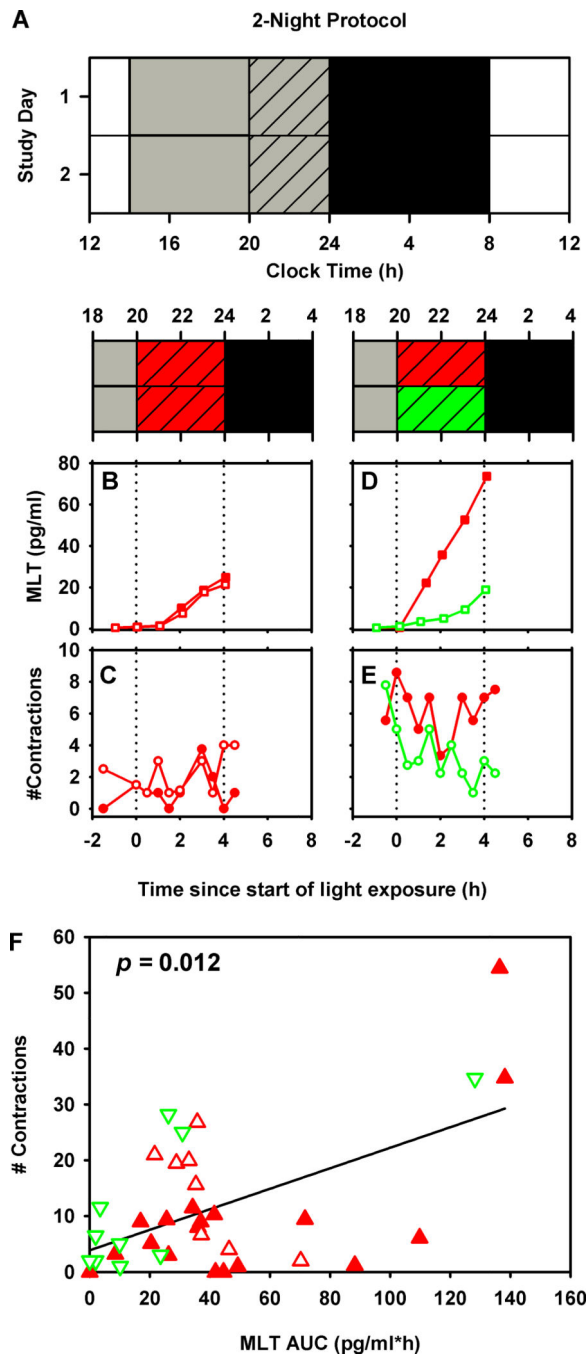 A
2-Night Protocol
Study Day
1
2
12 16 20 24 4 8 12
Clock Time (h)
18 20 22 24 2 4
18 20 22 24 2 4
MLT (pg/ml)
80
60
40
20
0
B
D
#Contractions
10
8
6
4
2
0
C
E
-2 0 2 4 6 8
-2 0 2 4 6 8
Time since start of light exposure (h)
F
p = 0.012
# Contractions
60
50
40
30
20
10
0
0 20 40 60 80 100 120 140 160
MLT AUC (pg/ml*h)